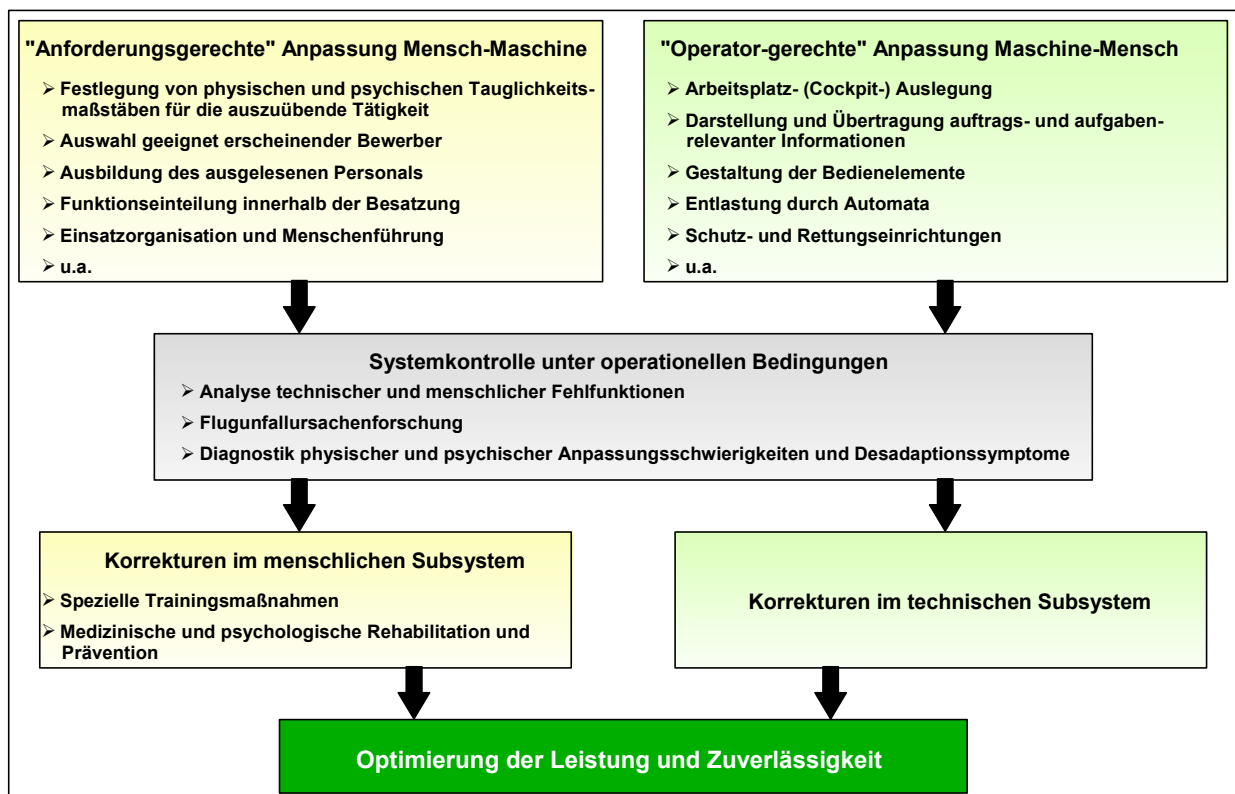 "Anforderungsgerechte" Anpassung Mensch-Maschine
➢ Festlegung von physischen und psychischen Tauglichkeits-
maßstäben für die auszuübende Tätigkeit
➢ Auswahl geeignet erscheinender Bewerber
➢ Ausbildung des ausgelesenen Personals
➢ Funktionseinteilung innerhalb der Besatzung
➢ Einsatzorganisation und Menschenführung
➢ u.a.
"Operator-gerechte" Anpassung Maschine-Mensch
➢ Arbeitsplatz- (Cockpit-) Auslegung
➢ Darstellung und Übertragung auftrags- und aufgaben-
relevanter Informationen
➢ Gestaltung der Bedienelemente
➢ Entlastung durch Automata
➢ Schutz- und Rettungseinrichtungen
➢ u.a.
Systemkontrolle unter operationellen Bedingungen
➢ Analyse technischer und menschlicher Fehlfunktionen
➢ Flugunfallursachenforschung
➢ Diagnostik physischer und psychischer Anpassungsschwierigkeiten und Desadaptionssymptome
Korrekturen im menschlichen Subsystem
➢ Spezielle Trainingsmaßnahmen
➢ Medizinische und psychologische Rehabilitation und
Prävention
Korrekturen im technischen Subsystem
Optimierung der Leistung und Zuverlässigkeit